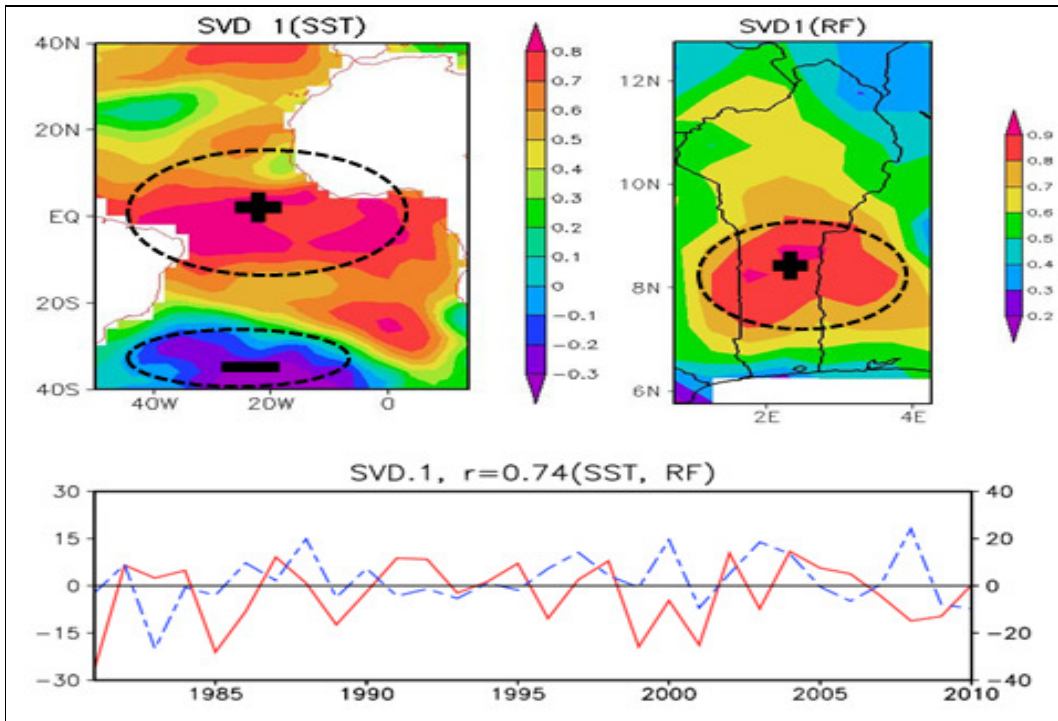 SVD 1(SST)
40N
20N
EQ
20S
40S
40W 20W 0
0.8
0.7
0.6
0.5
0.4
0.3
0.2
0.1
0
-0.1
-0.2
-0.3
SVD1(RF)
12N
10N
8N
6N
2E 4E
0.9
0.8
0.7
0.6
0.5
0.4
0.3
0.2
SVD.1, r=0.74(SST, RF)
30 40
15 20
0 0
-15 -20
-30 -40
1985 1990 1995 2000 2005 2010